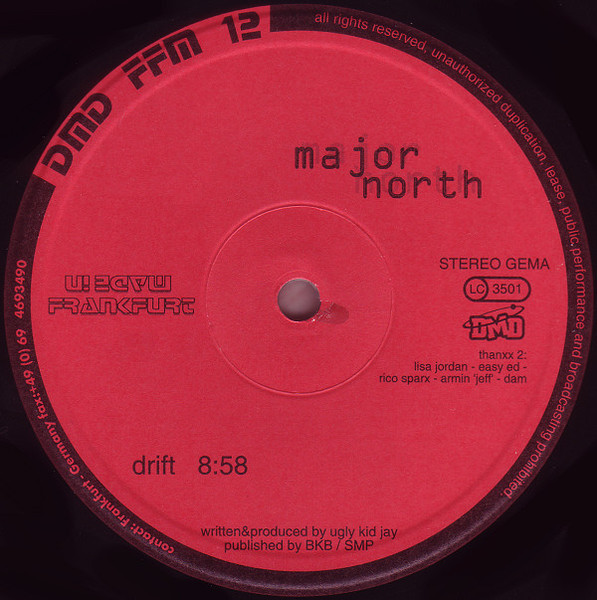 DMD FFM 12
all rights reserved, unauthorized duplication, lease, public performance, and broadcasting prohibited.
major
north
STEREO GEMA
LC 3501
DMD
thanxx 2:
lisa jordan - easy ed -
rico sparx - armin 'jeff' - dam
MADE IN
FRANKFURT
drift 8:58
written&produced by ugly kid jay
published by BKB / SMP
contact: Frankfurt - Germany fax:+49 (0) 69 4693490